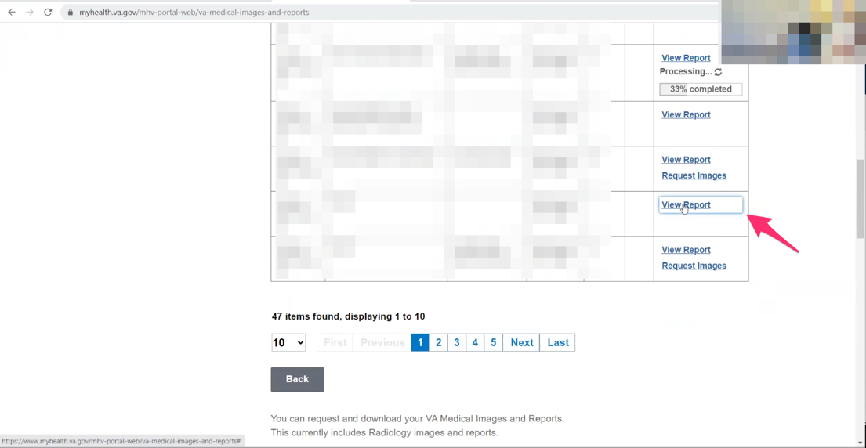 myhealth.va.gov/mhv-portal-web/va-medical-images-and-reports
View Report
Processing...
33% completed
View Report
View Report
Request Images
View Report
View Report
Request Images
47 items found, displaying 1 to 10
10 First Previous 1 2 3 4 5 Next Last
Back
You can request and download your VA Medical Images and Reports.
This currently includes Radiology images and reports.
https://www.myhealth.va.gov/mhv-portal-web/va-medical-images-and-reports#